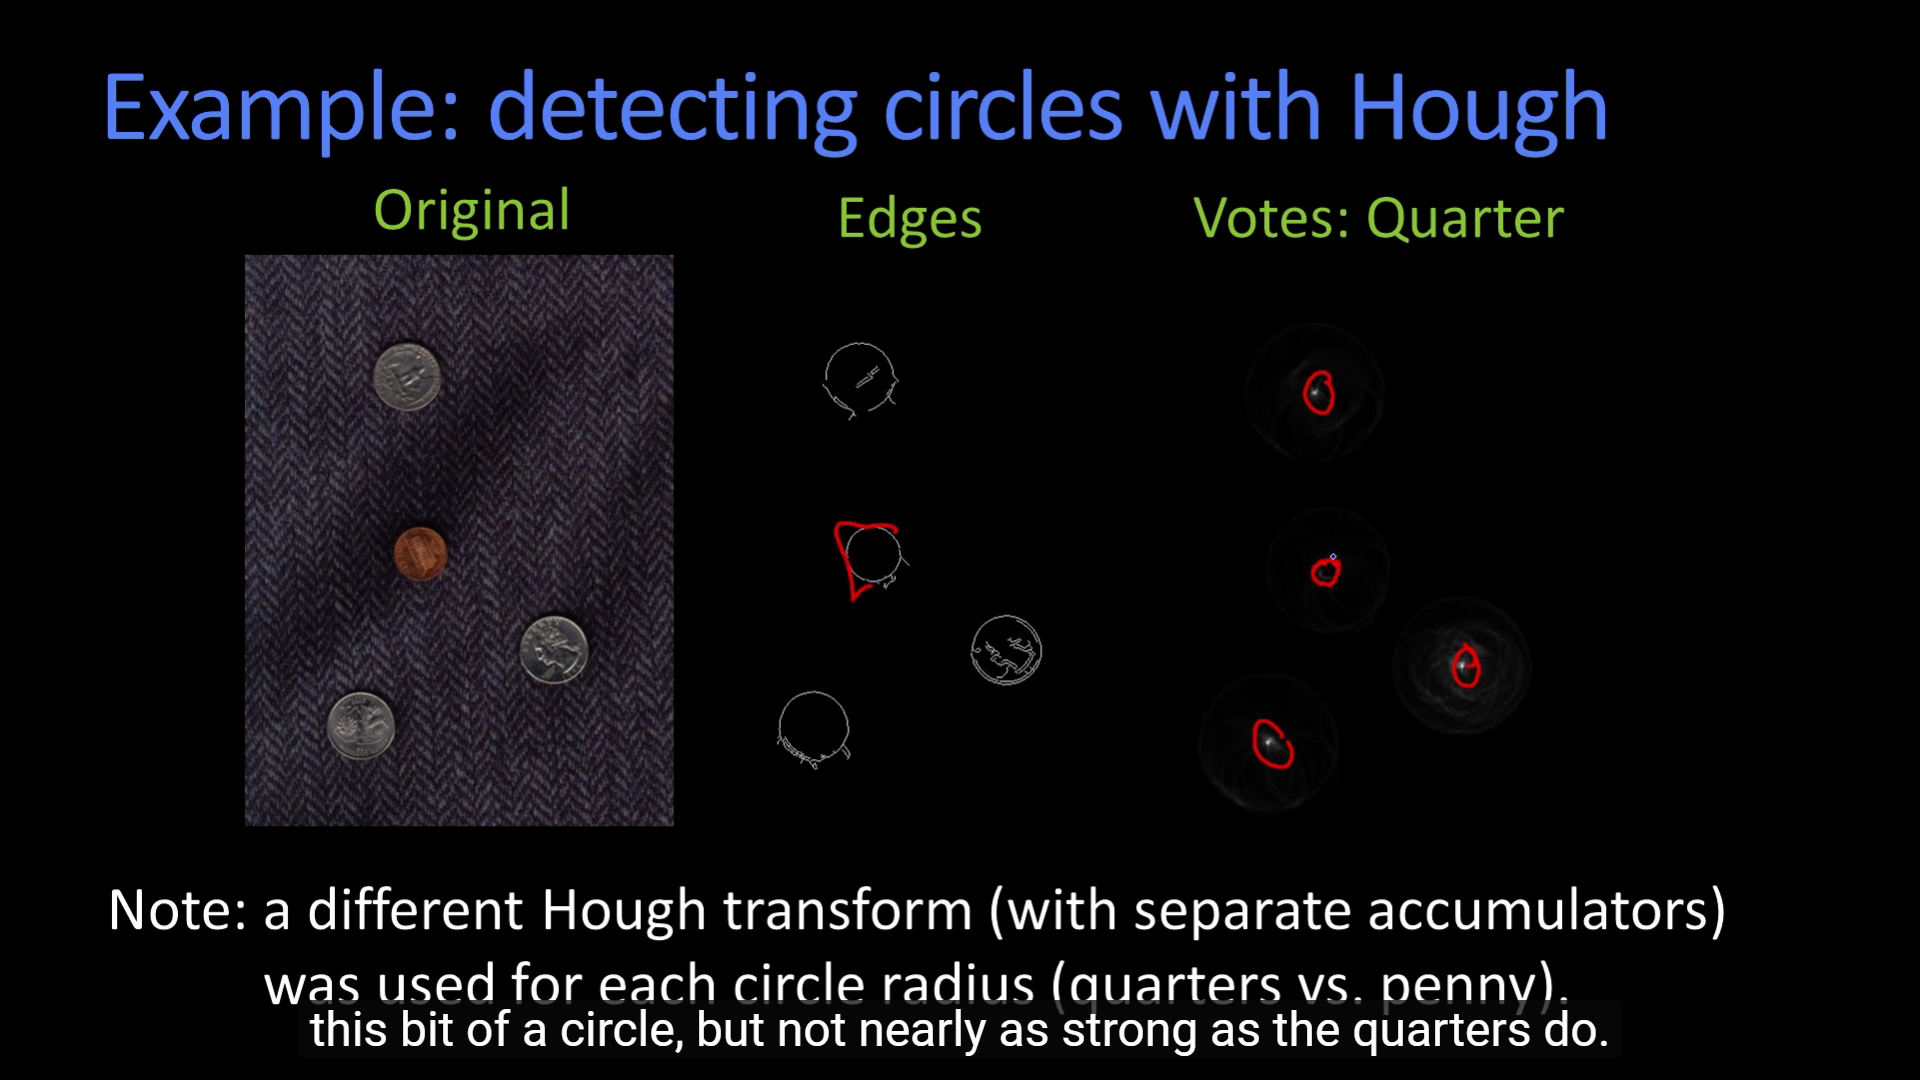 Example: detecting circles with Hough
Original
Edges
Votes: Quarter
Note: a different Hough transform (with separate accumulators)
was used for each circle radius (quarters vs. penny).
this bit of a circle, but not nearly as strong as the quarters do.